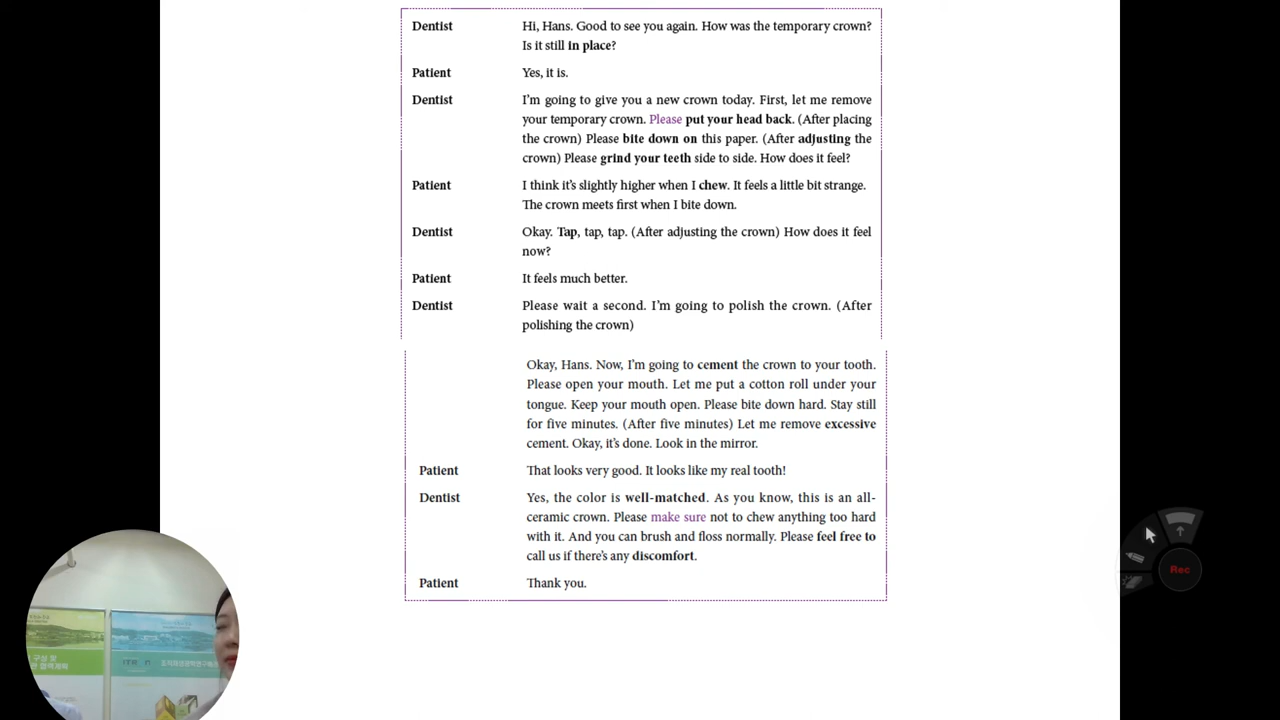 Dentist Hi, Hans. Good to see you again. How was the temporary crown?
Is it still in place?
Patient Yes, it is.
Dentist I'm going to give you a new crown today. First, let me remove
your temporary crown. Please put your head back. (After placing
the crown) Please bite down on this paper. (After adjusting the
crown) Please grind your teeth side to side. How does it feel?
Patient I think it's slightly higher when I chew. It feels a little bit strange.
The crown meets first when I bite down.
Dentist Okay. Tap, tap, tap. (After adjusting the crown) How does it feel
now?
Patient It feels much better.
Dentist Please wait a second. I'm going to polish the crown. (After
polishing the crown)
Okay, Hans. Now, I'm going to cement the crown to your tooth.
Please open your mouth. Let me put a cotton roll under your
tongue. Keep your mouth open. Please bite down hard. Stay still
for five minutes. (After five minutes) Let me remove excessive
cement. Okay, it's done. Look in the mirror.
Patient That looks very good. It looks like my real tooth!
Dentist Yes, the color is well-matched. As you know, this is an all-
ceramic crown. Please make sure not to chew anything too hard
with it. And you can brush and floss normally. Please feel free to
call us if there's any discomfort.
Patient Thank you.
Rec